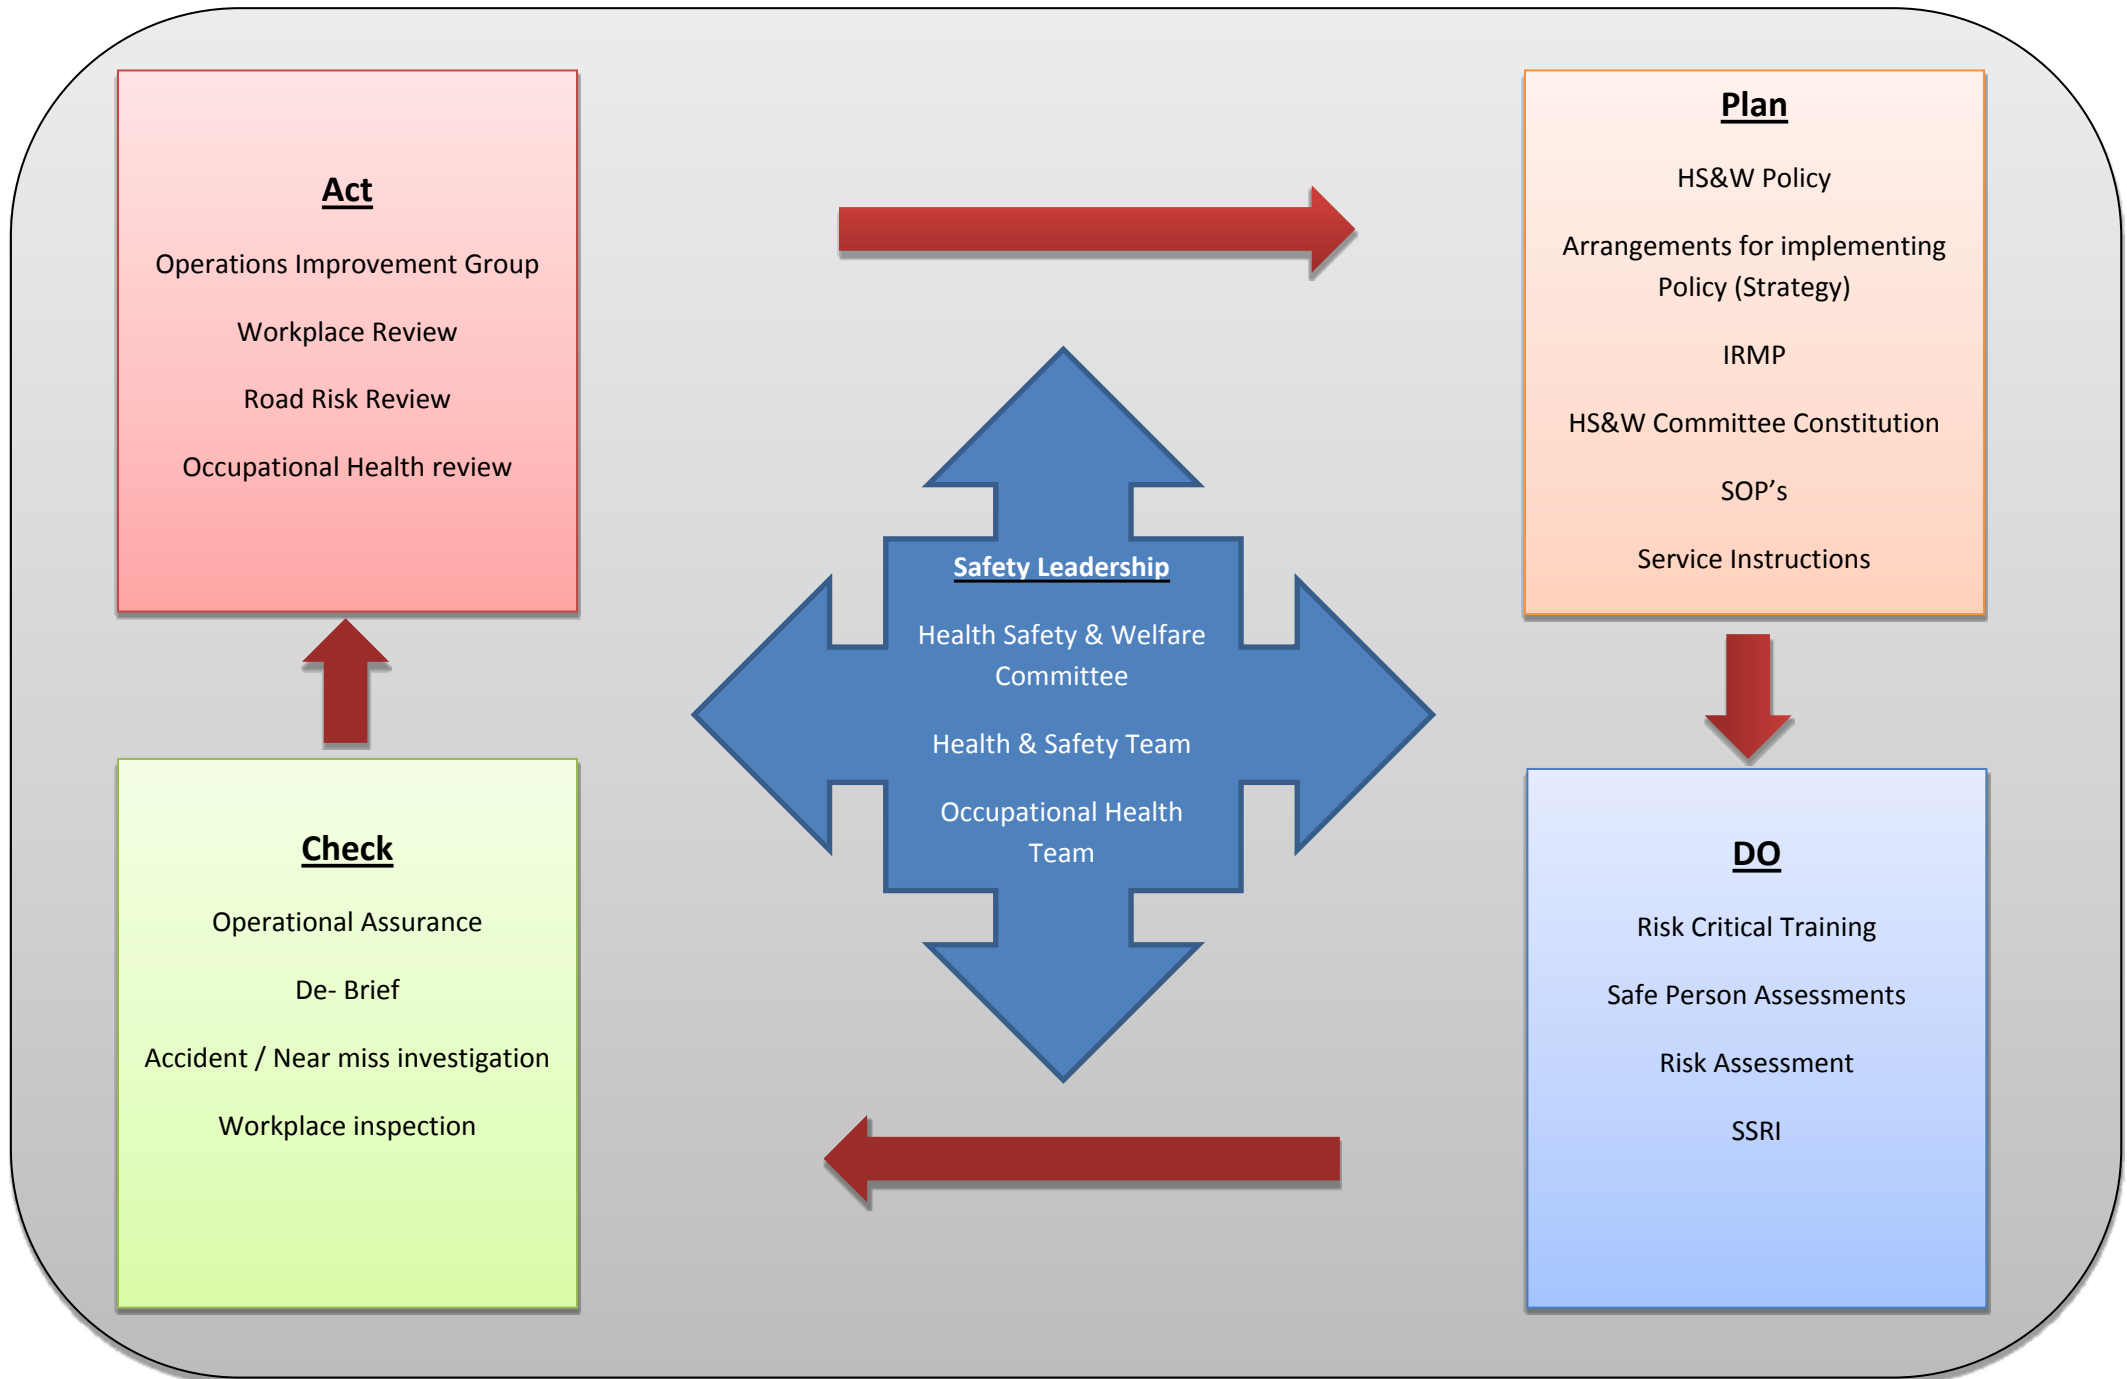 Act
Operations Improvement Group
Workplace Review
Road Risk Review
Occupational Health review
Plan
HS&W Policy
Arrangements for implementing
Policy (Strategy)
IRMP
HS&W Committee Constitution
SOP’s
Service Instructions
Safety Leadership
Health Safety & Welfare
Committee
Health & Safety Team
Occupational Health
Team
Check
Operational Assurance
De- Brief
Accident / Near miss investigation
Workplace inspection
DO
Risk Critical Training
Safe Person Assessments
Risk Assessment
SSRI